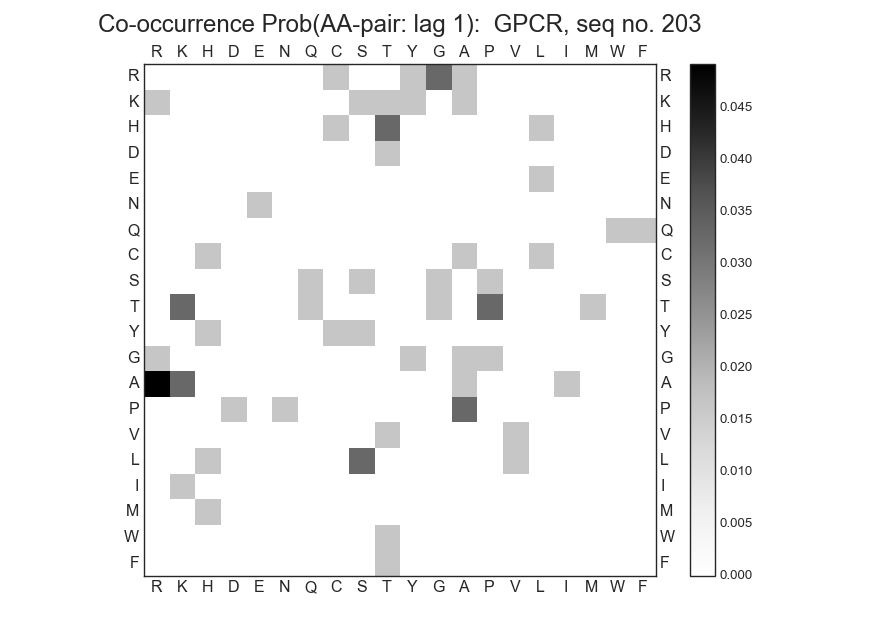 Co-occurrence Prob(AA-pair: lag 1):  GPCR, seq no. 203
R K H D E N Q C S T Y G A P V L I M W F
R R
K K
H H 0.045
D D 0.040
E E
N N 0.035
Q Q
C C 0.030
S S
T T 0.025
Y Y
G G 0.020
A A
P P 0.015
V V
L L 0.010
I I
M M 0.005
W W
F F 0.000
R K H D E N Q C S T Y G A P V L I M W F